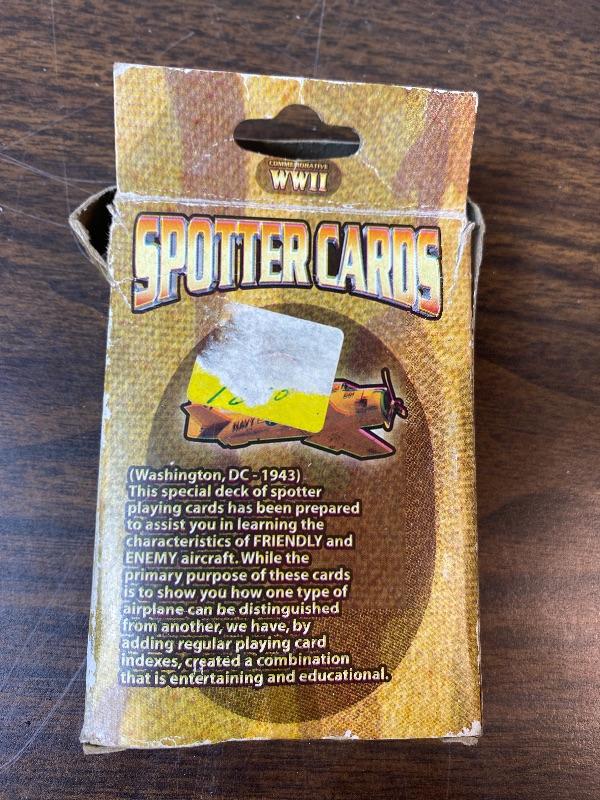 COMMEMORATIVE
WWII
SPOTTER CARDS
NAVY
(Washington, DC - 1943)
This special deck of spotter
playing cards has been prepared
to assist you in learning the
characteristics of FRIENDLY and
ENEMY aircraft. While the
primary purpose of these cards
is to show you how one type of
airplane can be distinguished
from another, we have, by
adding regular playing card
indexes, created a combination
that is entertaining and educational.